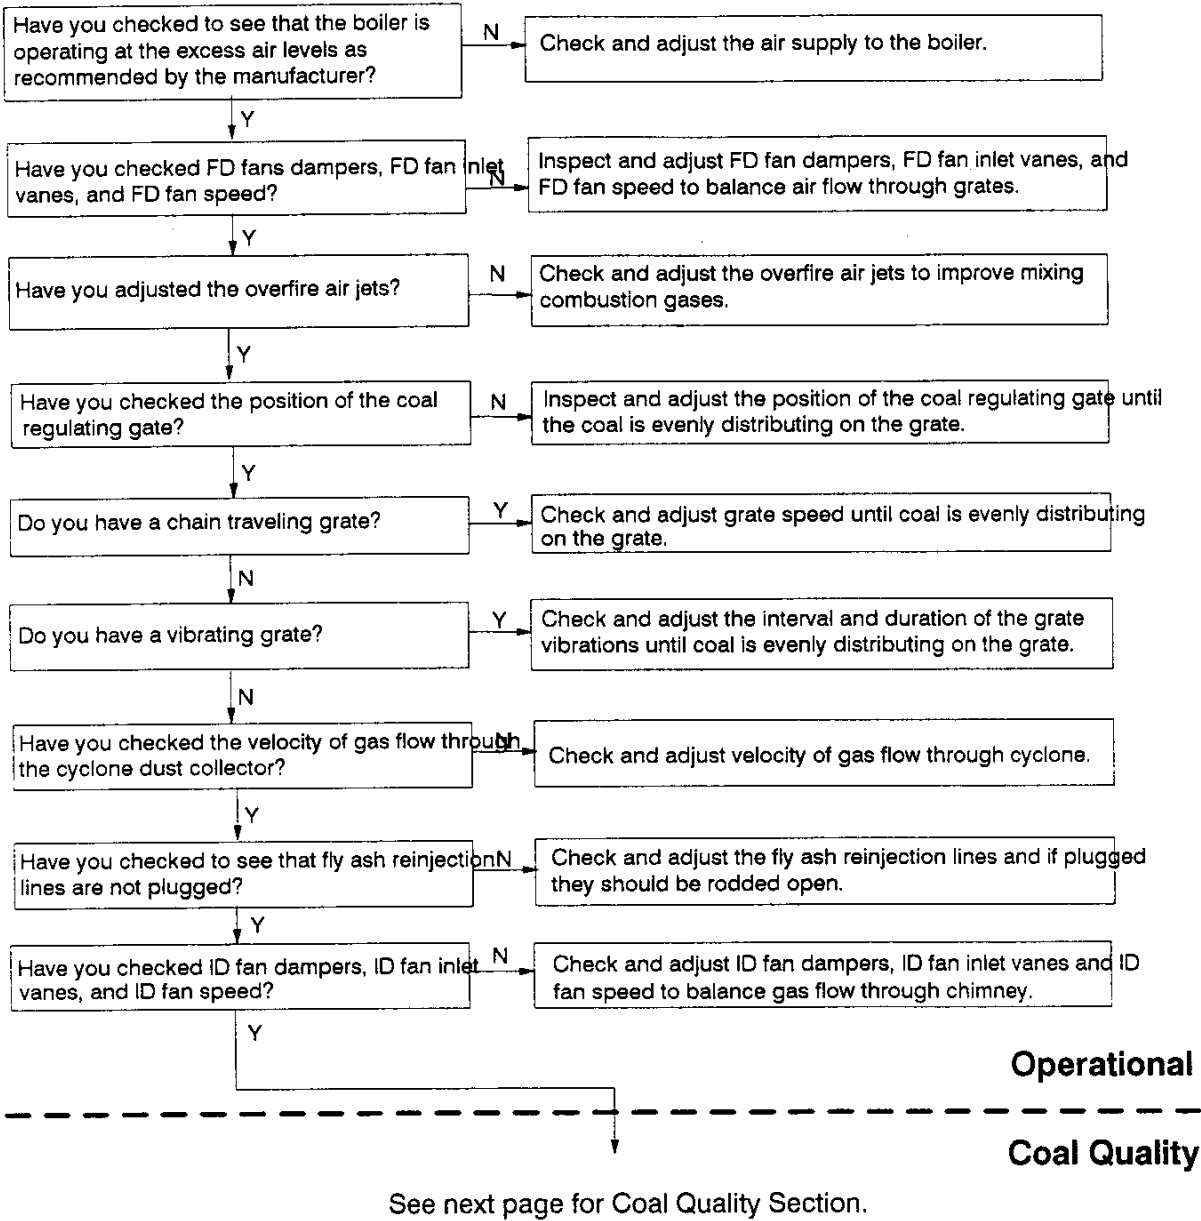 Have you checked to see that the boiler is
operating at the excess air levels as
recommended by the manufacturer?
N
Check and adjust the air supply to the boiler.
Y
Have you checked FD fans dampers, FD fan inlet
vanes, and FD fan speed?
N
Inspect and adjust FD fan dampers, FD fan inlet vanes, and
FD fan speed to balance air flow through grates.
Y
Have you adjusted the overfire air jets?
N
Check and adjust the overfire air jets to improve mixing
combustion gases.
Y
Have you checked the position of the coal
regulating gate?
N
Inspect and adjust the position of the coal regulating gate until
the coal is evenly distributing on the grate.
Y
Do you have a chain traveling grate?
Y
Check and adjust grate speed until coal is evenly distributing
on the grate.
N
Do you have a vibrating grate?
Y
Check and adjust the interval and duration of the grate
vibrations until coal is evenly distributing on the grate.
N
Have you checked the velocity of gas flow through
the cyclone dust collector?
N
Check and adjust velocity of gas flow through cyclone.
Y
Have you checked to see that fly ash reinjection
lines are not plugged?
N
Check and adjust the fly ash reinjection lines and if plugged
they should be rodded open.
Y
Have you checked ID fan dampers, ID fan inlet
vanes, and ID fan speed?
N
Check and adjust ID fan dampers, ID fan inlet vanes and ID
fan speed to balance gas flow through chimney.
Y
Operational
Coal Quality
See next page for Coal Quality Section.